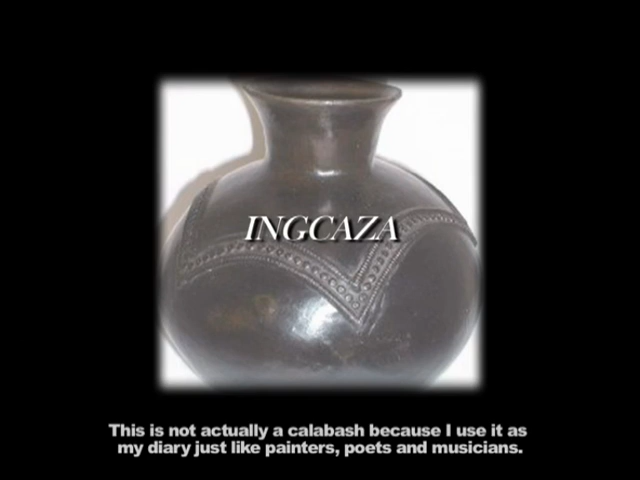 INGCAZA
This is not actually a calabash because I use it as
my diary just like painters, poets and musicians.